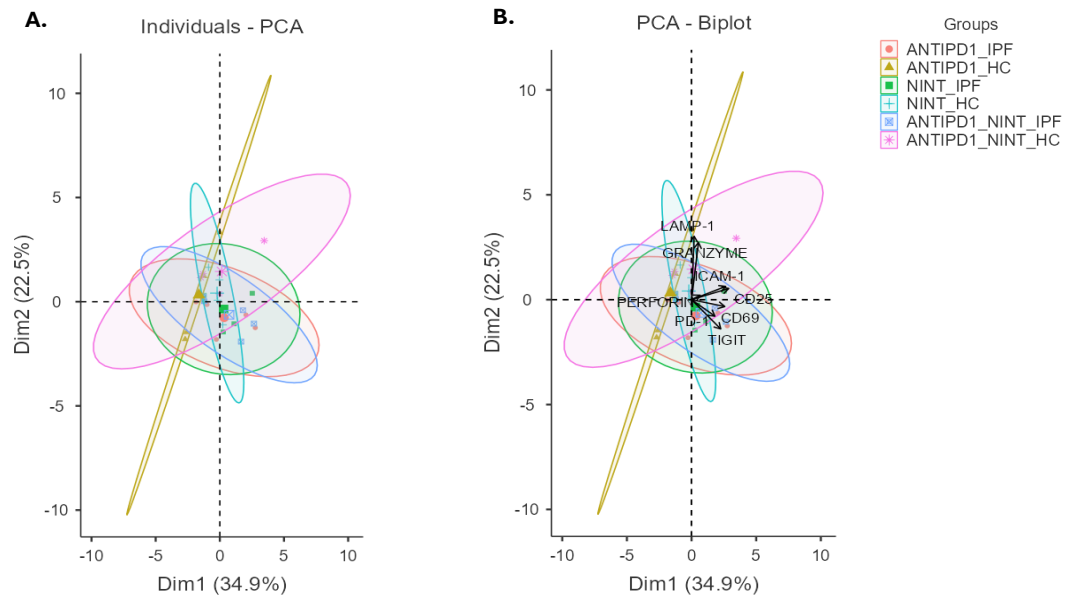 A.
Individuals - PCA
10
5
0
-5
-10
-10
-5
0
5
10
Dim2 (22.5%)
Dim1 (34.9%)
B.
PCA - Biplot
10
5
0
-5
-10
-10
-5
0
5
10
Dim2 (22.5%)
Dim1 (34.9%)
LAMP-1
GRANZYME
ICAM-1
PERFORIN
CD25
PD-1
CD69
TIGIT
Groups
ANTIPD1_IPF
ANTIPD1_HC
NINT_IPF
NINT_HC
ANTIPD1_NINT_IPF
ANTIPD1_NINT_HC